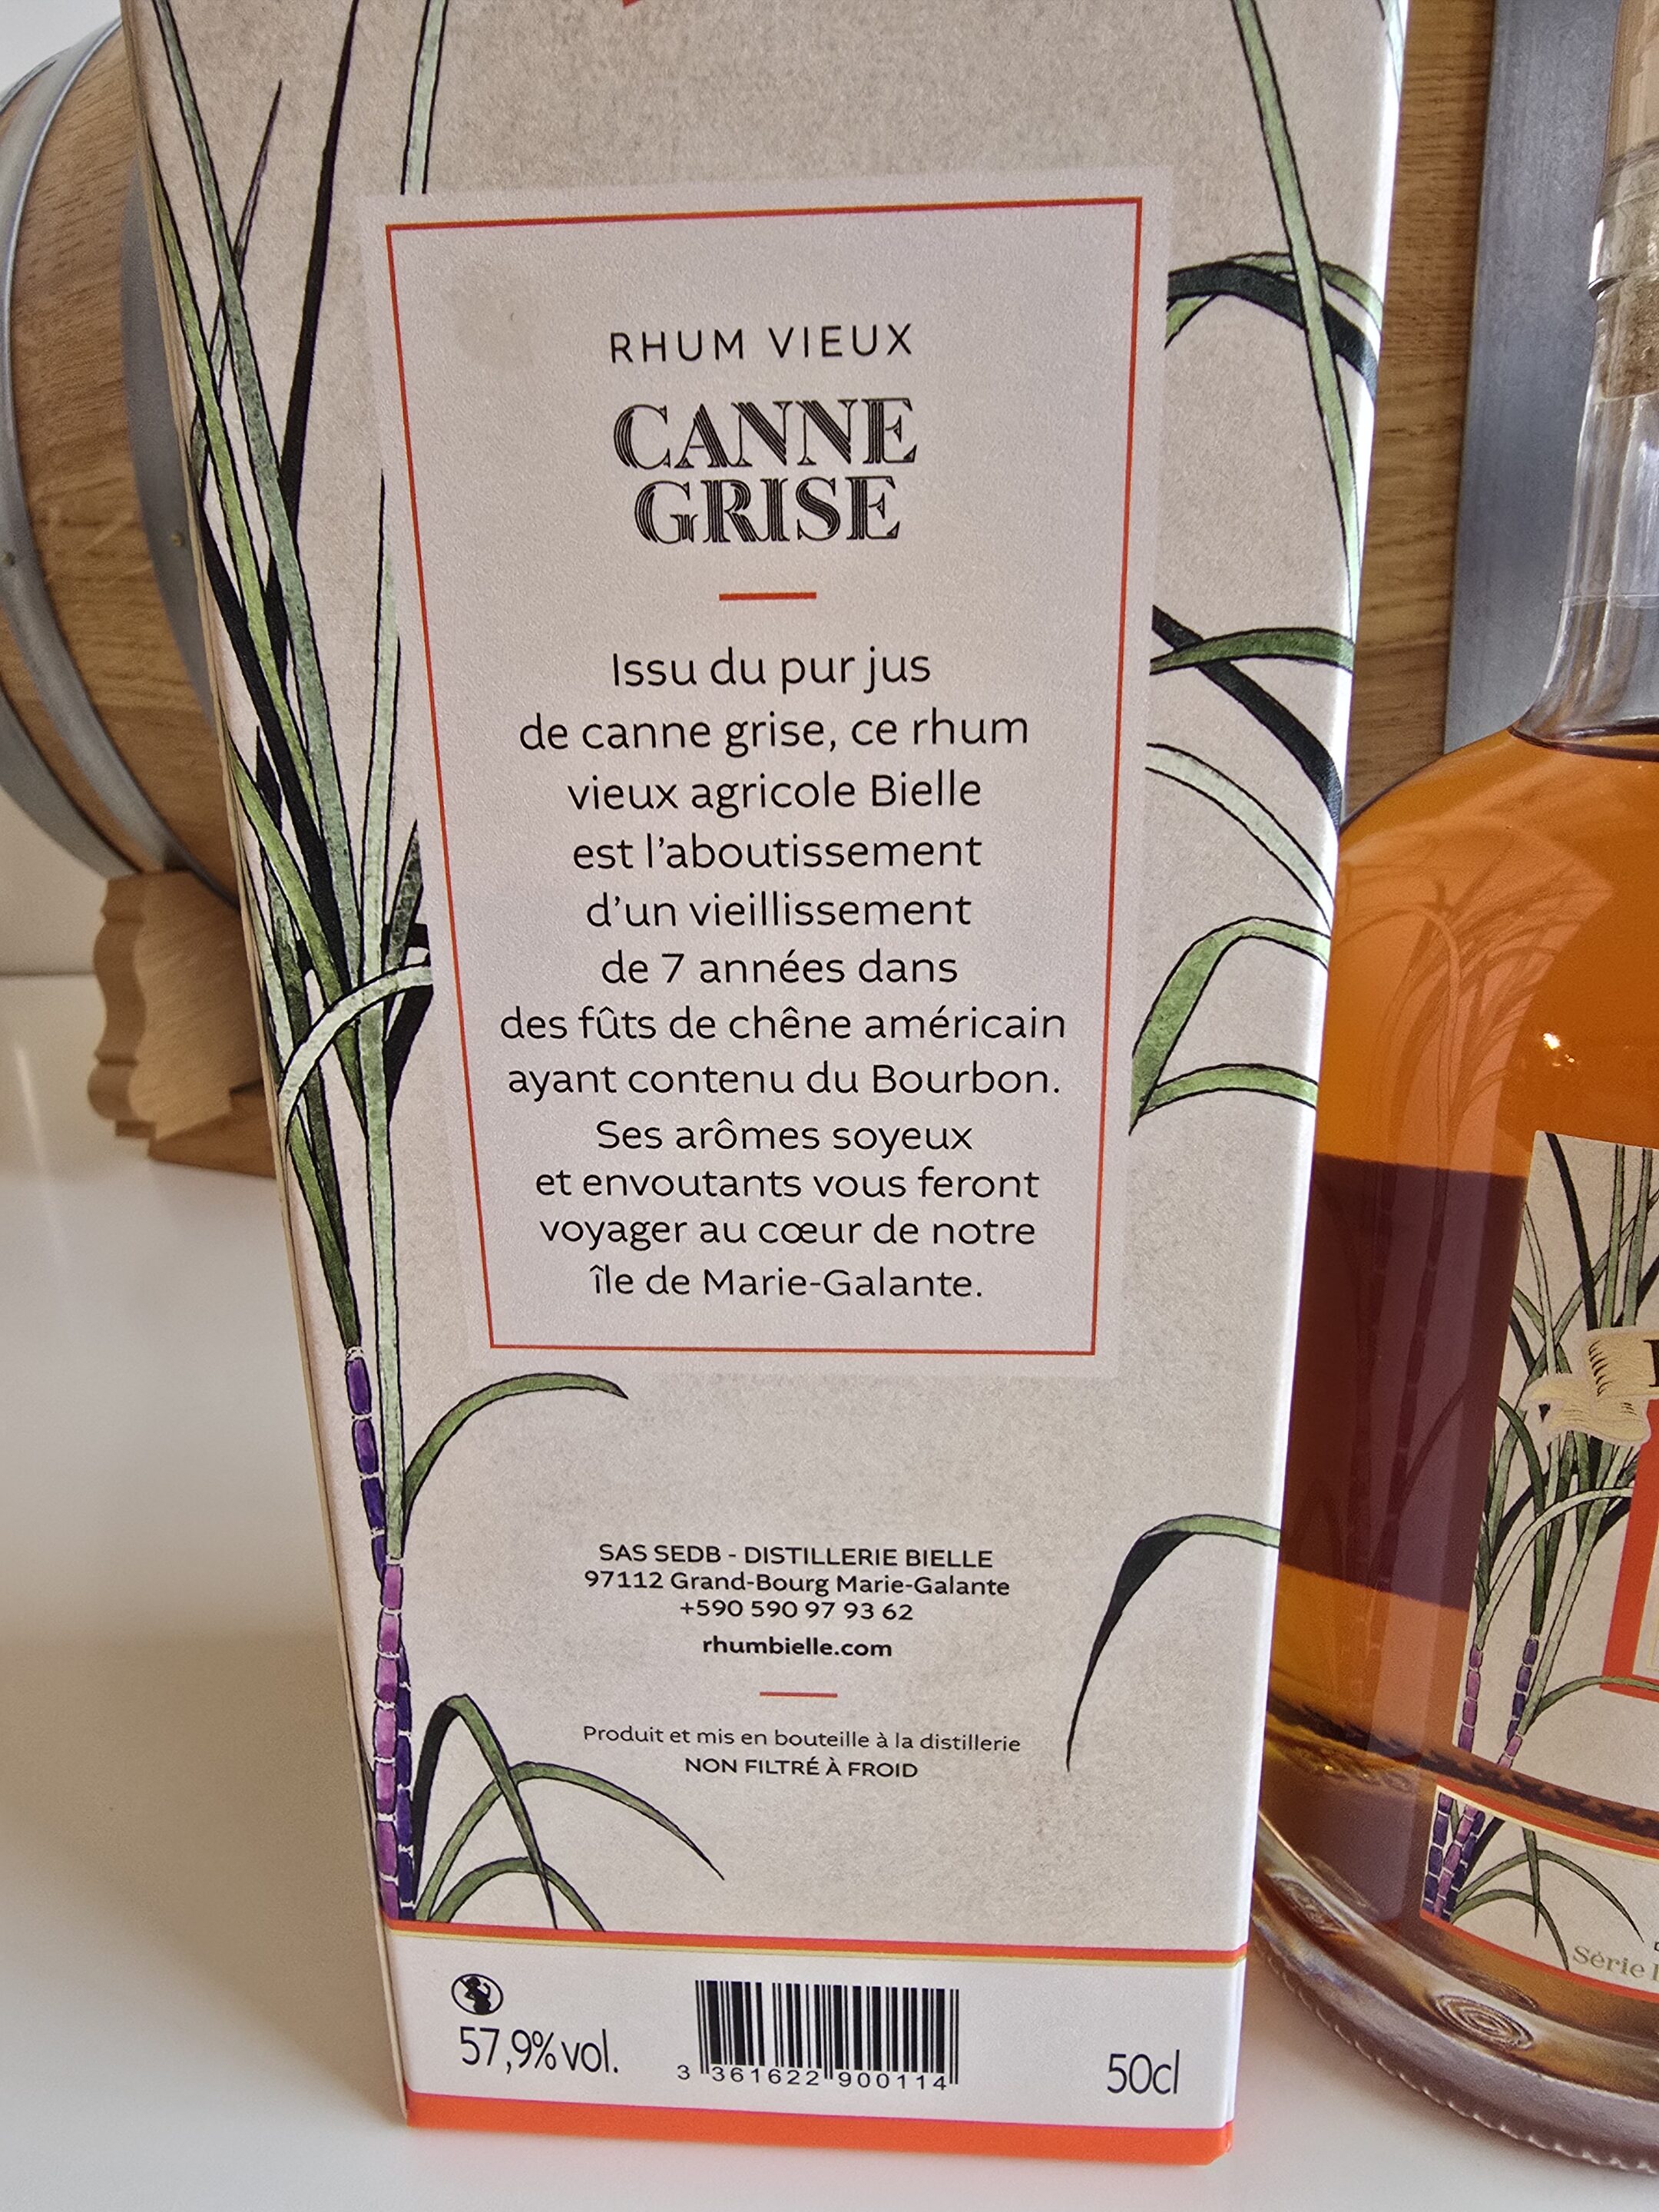 RHUM VIEUX
CANNE
GRISE
Issu du pur jus
de canne grise, ce rhum
vieux agricole Bielle
est l'aboutissement
d'un vieillissement
de 7 années dans
des fûts de chêne américain
ayant contenu du Bourbon.
Ses arômes soyeux
et envoutants vous feront
voyager au cœur de notre
île de Marie-Galante.
SAS SEDB - DISTILLERIE BIELLE
97112 Grand-Bourg Marie-Galante
+590 590 97 93 62
rhumbielle.com
Produit et mis en bouteille à la distillerie
NON FILTRÉ À FROID
57,9% vol.
3 361622 900114
50cl
Série